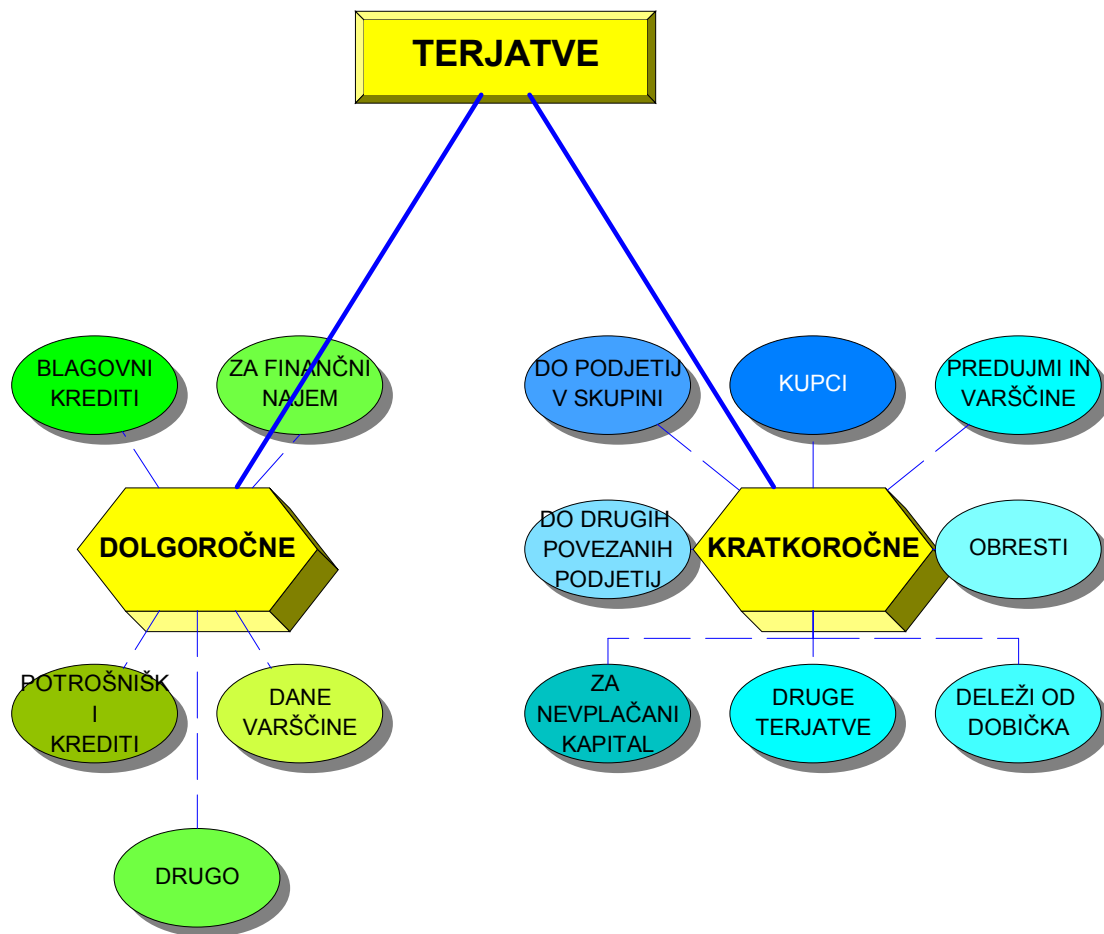 TERJATVE
BLAGOVNI
KREDITI
ZA FINANČNI
NAJEM
DO PODJETIJ
V SKUPINI
KUPCI
PREDUJMI IN
VARŠČINE
DOLGOROČNE
DO DRUGIH
POVEZANIH
PODJETIJ
KRATKOROČNE
OBRESTI
POTROŠNIŠK
I
KREDITI
DANE
VARŠČINE
ZA
NEVPLAČANI
KAPITAL
DRUGE
TERJATVE
DELEŽI OD
DOBIČKA
DRUGO